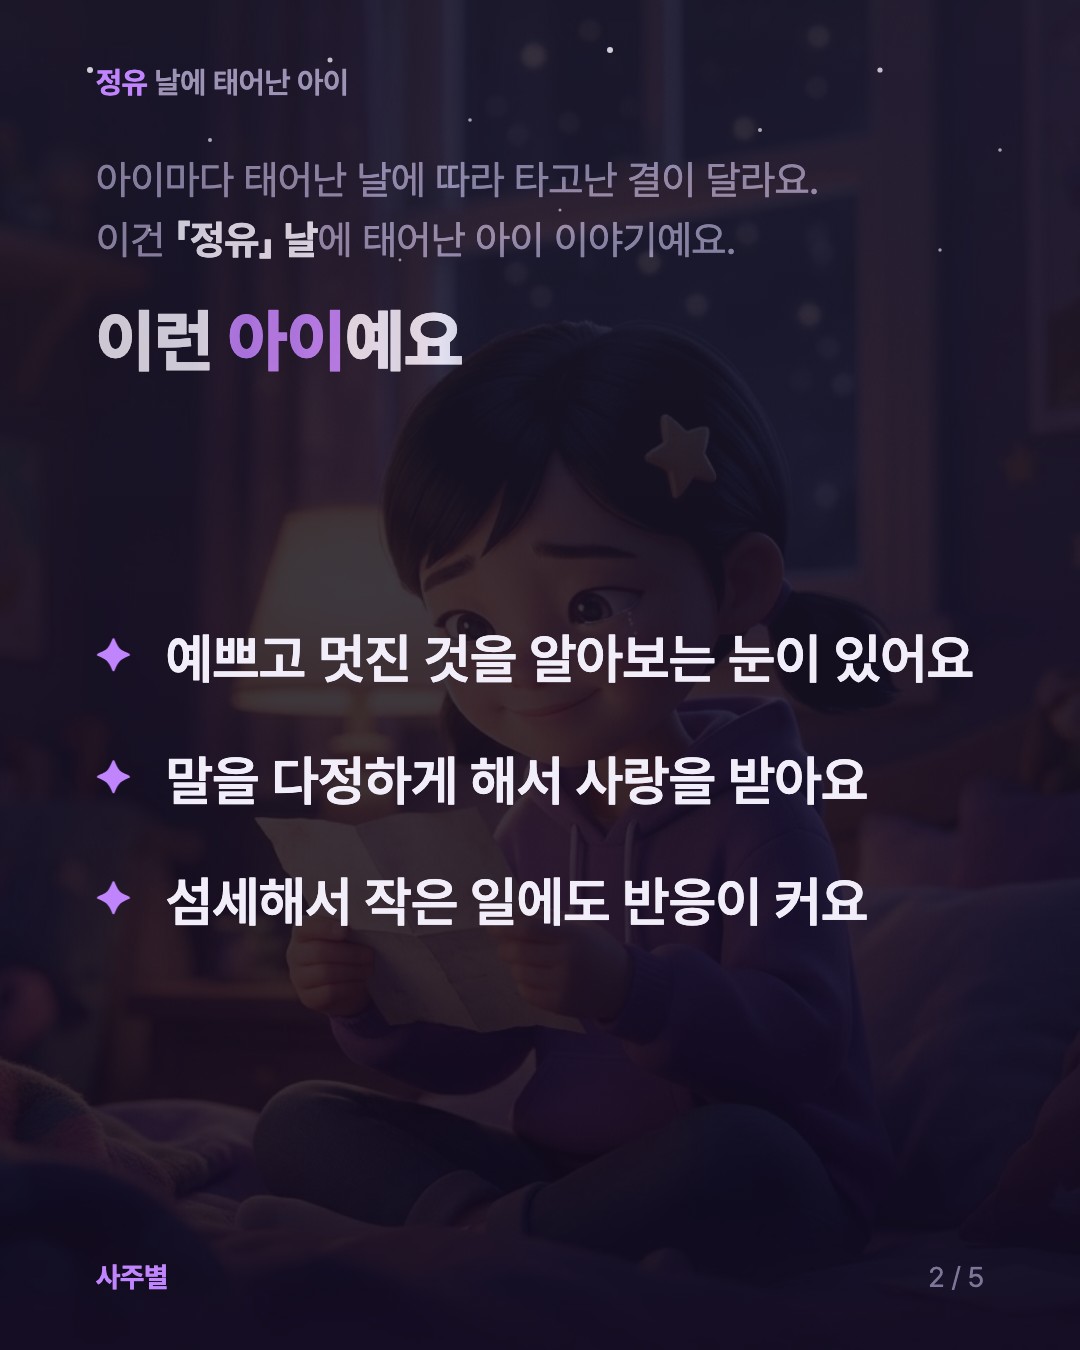 정유 날에 태어난 아이
아이마다 태어난 날에 따라 타고난 결이 달라요.
이건 「정유」 날에 태어난 아이 이야기예요.
이런 아이예요
예쁘고 멋진 것을 알아보는 눈이 있어요
말을 다정하게 해서 사랑을 받아요
섬세해서 작은 일에도 반응이 커요
사주별
2 / 5